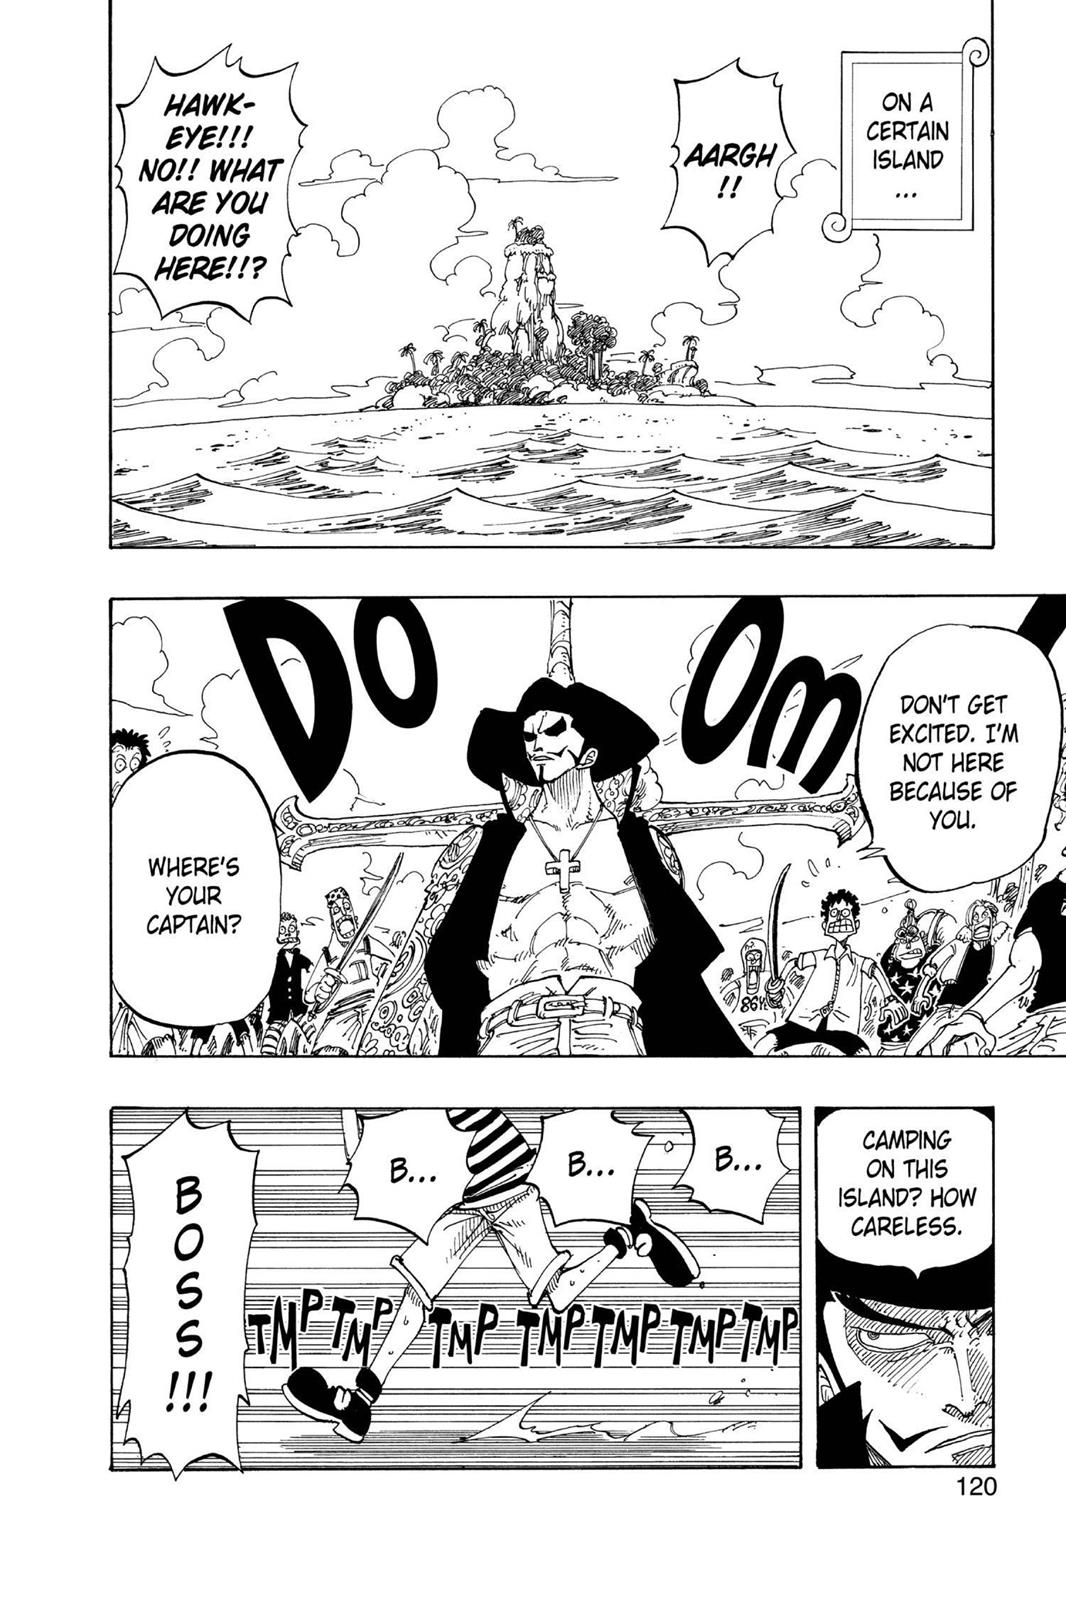 ON A
CERTAIN
ISLAND
...
AARGH
!!
HAWK-
EYE!!!
NO!! WHAT
ARE YOU
DOING
HERE!!?
DOOM
DON'T GET
EXCITED. I'M
NOT HERE
BECAUSE OF
YOU.
WHERE'S
YOUR
CAPTAIN?
CAMPING
ON THIS
ISLAND? HOW
CARELESS.
B...
B...
B...
BOSS!!!
TMP TMP TMP TMP TMP TMP TMP
120